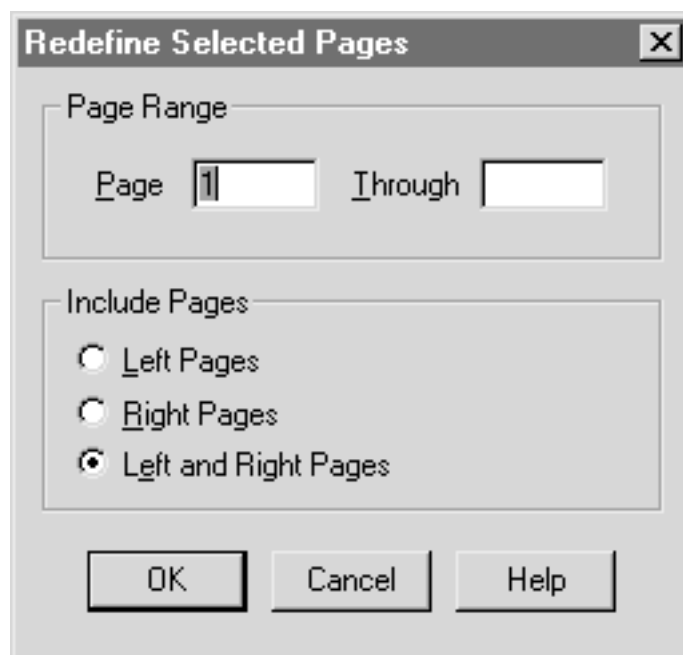 Redefine Selected Pages
Page Range
Page 1 Through
Include Pages
Left Pages
Right Pages
Left and Right Pages
OK Cancel Help